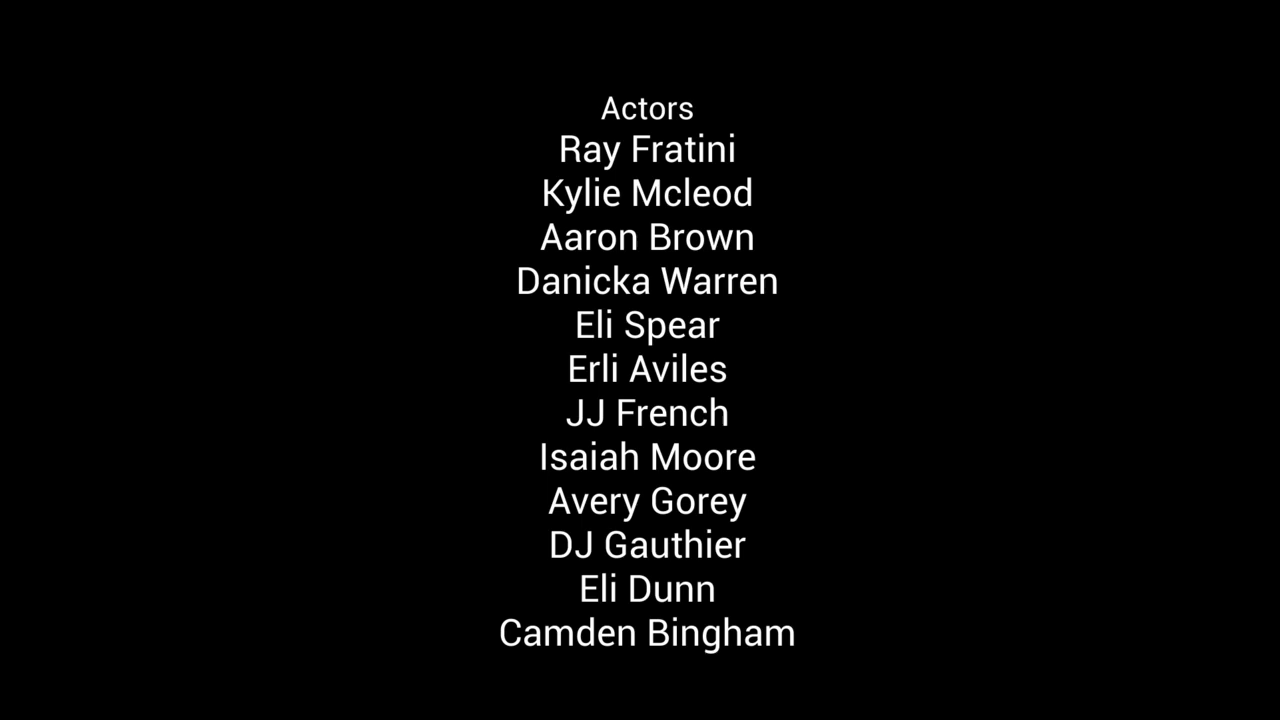 Actors
Ray Fratini
Kylie Mcleod
Aaron Brown
Danicka Warren
Eli Spear
Erli Aviles
JJ French
Isaiah Moore
Avery Gorey
DJ Gauthier
Eli Dunn
Camden Bingham